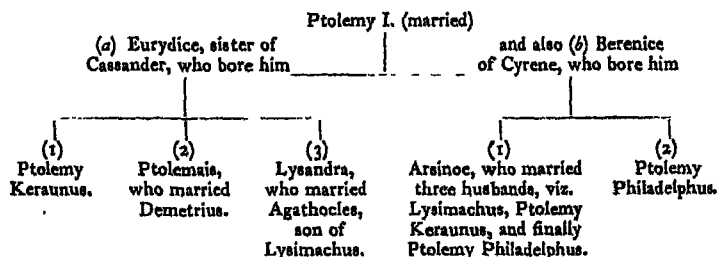 Ptolemy I. (married)
(a) Eurydice, sister of
Cassander, who bore him
and also (b) Berenice
of Cyrene, who bore him
(1)
Ptolemy
Keraunus.
(2)
Ptolemais,
who married
Demetrius.
(3)
Lysandra,
who married
Agathocles,
son of
Lysimachus.
(1)
Arsinoe, who married
three husbands, viz.
Lysimachus, Ptolemy
Keraunus, and finally
Ptolemy Philadelphus.
(2)
Ptolemy
Philadelphus.